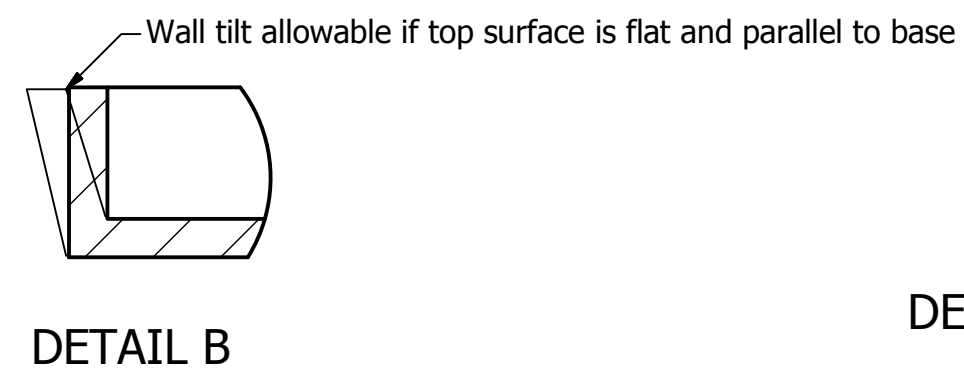 Wall tilt allowable if top surface is flat and parallel to base
DE
DETAIL B